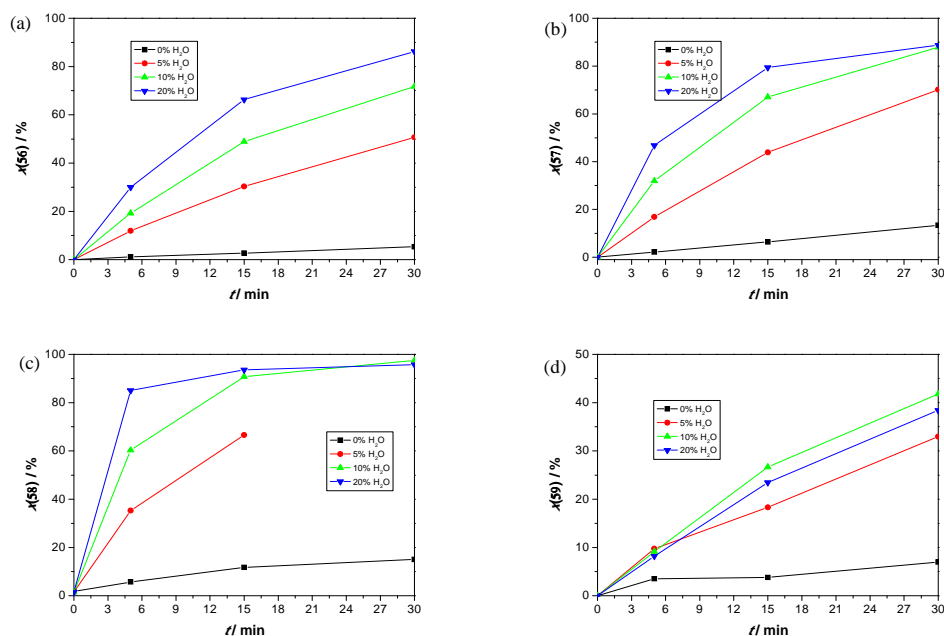 (a)
100
80
60
40
20
0
x(56) / %
0% H₂O
5% H₂O
10% H₂O
20% H₂O
0 3 6 9 12 15 18 21 24 27 30
t / min
(b)
100
80
60
40
20
0
x(57) / %
0% H₂O
5% H₂O
10% H₂O
20% H₂O
0 3 6 9 12 15 18 21 24 27 30
t / min
(c)
100
80
60
40
20
0
x(58) / %
0% H₂O
5% H₂O
10% H₂O
20% H₂O
0 3 6 9 12 15 18 21 24 27 30
t / min
(d)
50
40
30
20
10
0
x(59) / %
0% H₂O
5% H₂O
10% H₂O
20% H₂O
0 3 6 9 12 15 18 21 24 27 30
t / min